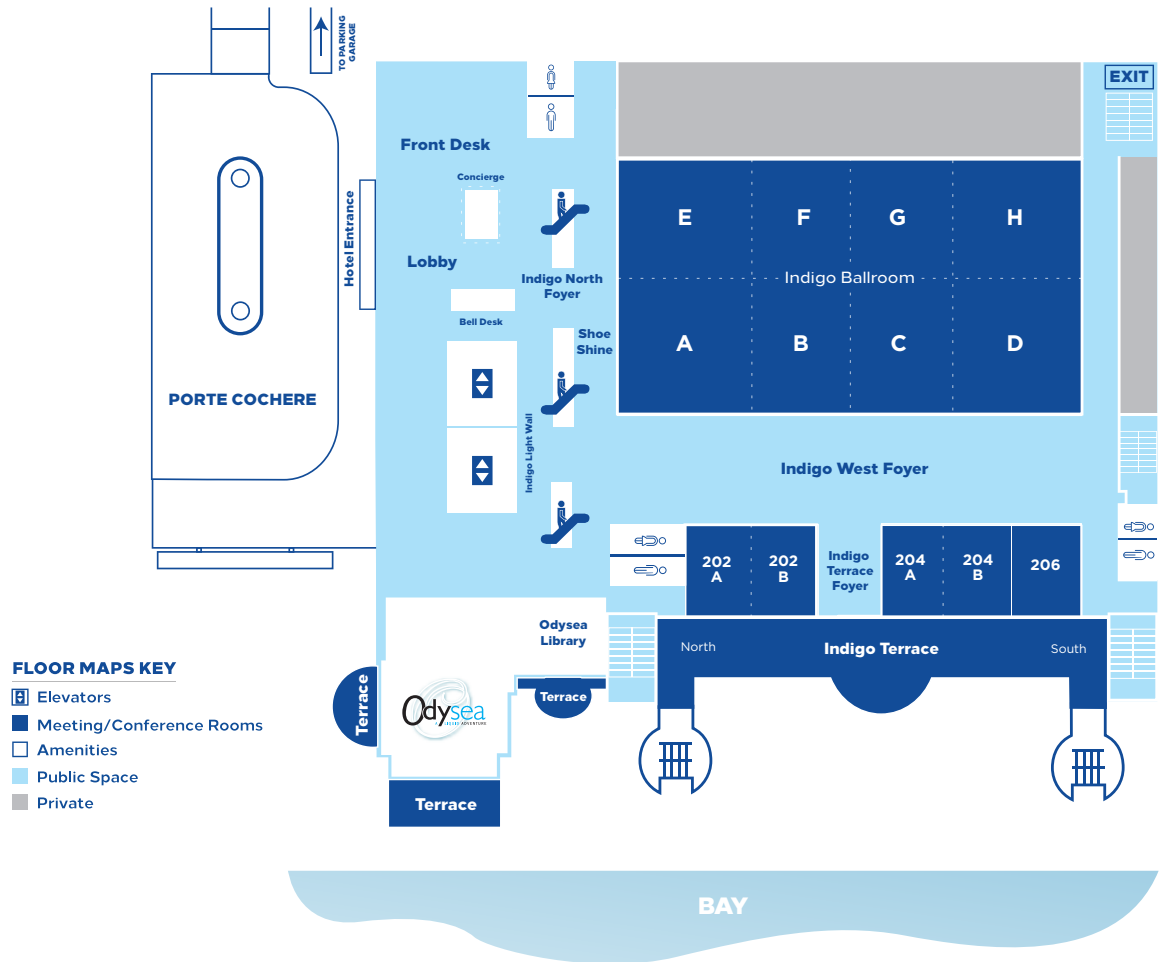 TO PARKING
GARAGE
EXIT
Front Desk
Concierge
Hotel Entrance
Lobby
Indigo North
Foyer
E
F
G
H
Indigo Ballroom
Bell Desk
Shoe
Shine
A
B
C
D
PORTE COCHERE
Indigo Light Wall
Indigo West Foyer
202
A
202
B
Indigo
Terrace
Foyer
204
A
204
B
206
Odysea
Library
North
Indigo Terrace
South
FLOOR MAPS KEY
Elevators
Meeting/Conference Rooms
Amenities
Public Space
Private
Terrace
Odysea
Terrace
Terrace
BAY